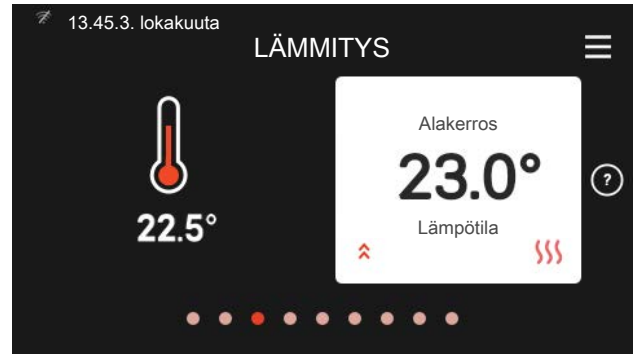 13.45.3. lokakuuta
LÄMMITYS
Alakerros
23.0°
22.5°
Lämpötila
?